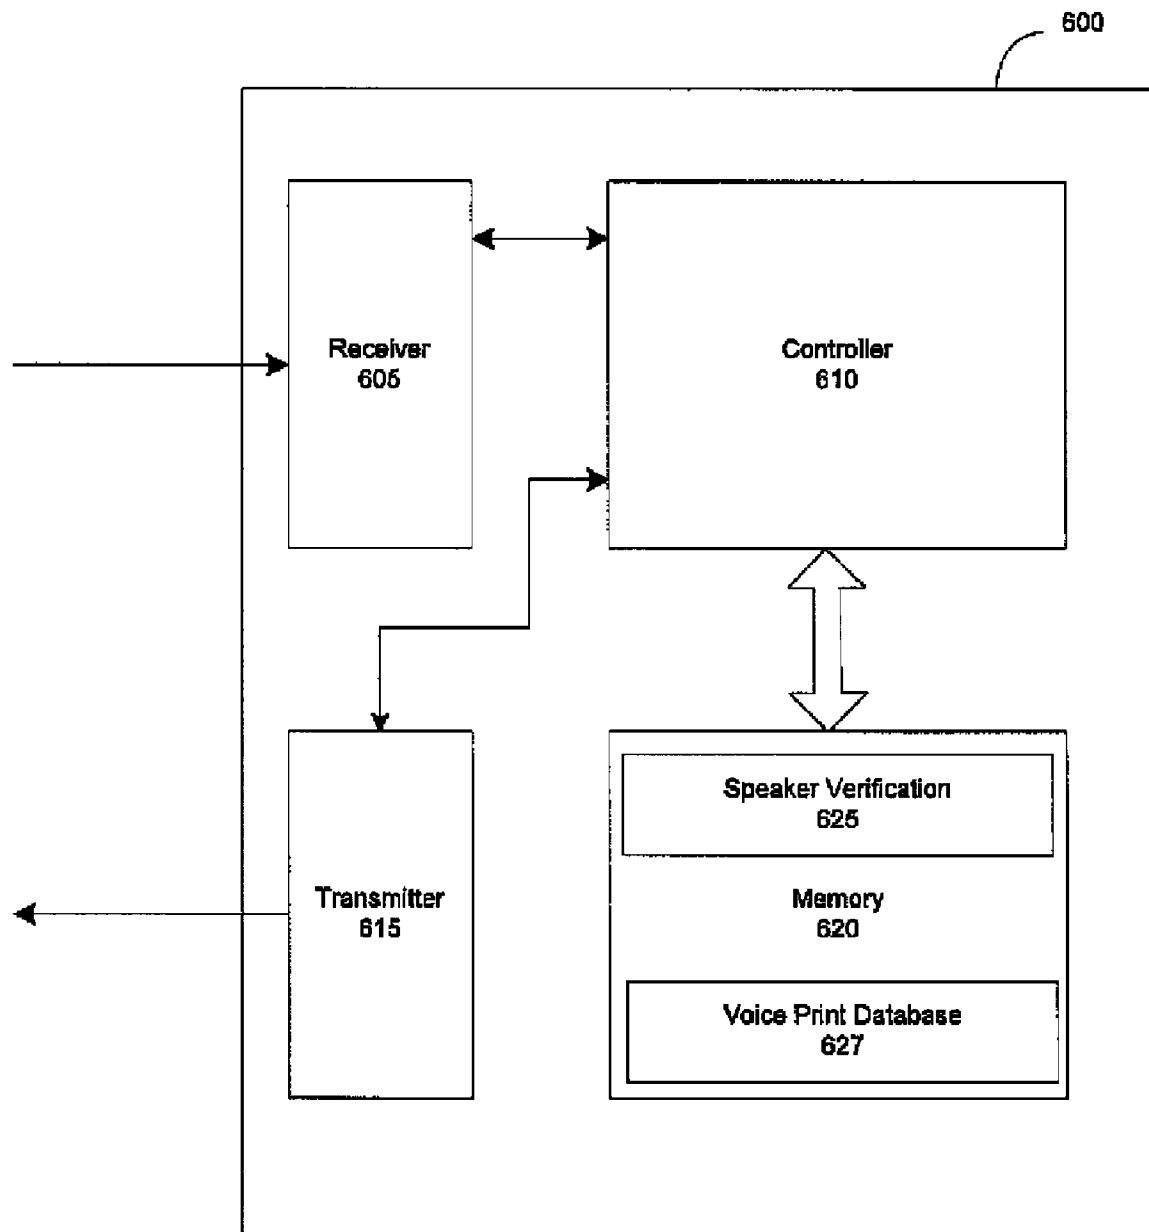 600
Receiver
605
Controller
610
Speaker Verification
625
Transmitter
615
Memory
620
Voice Print Database
627